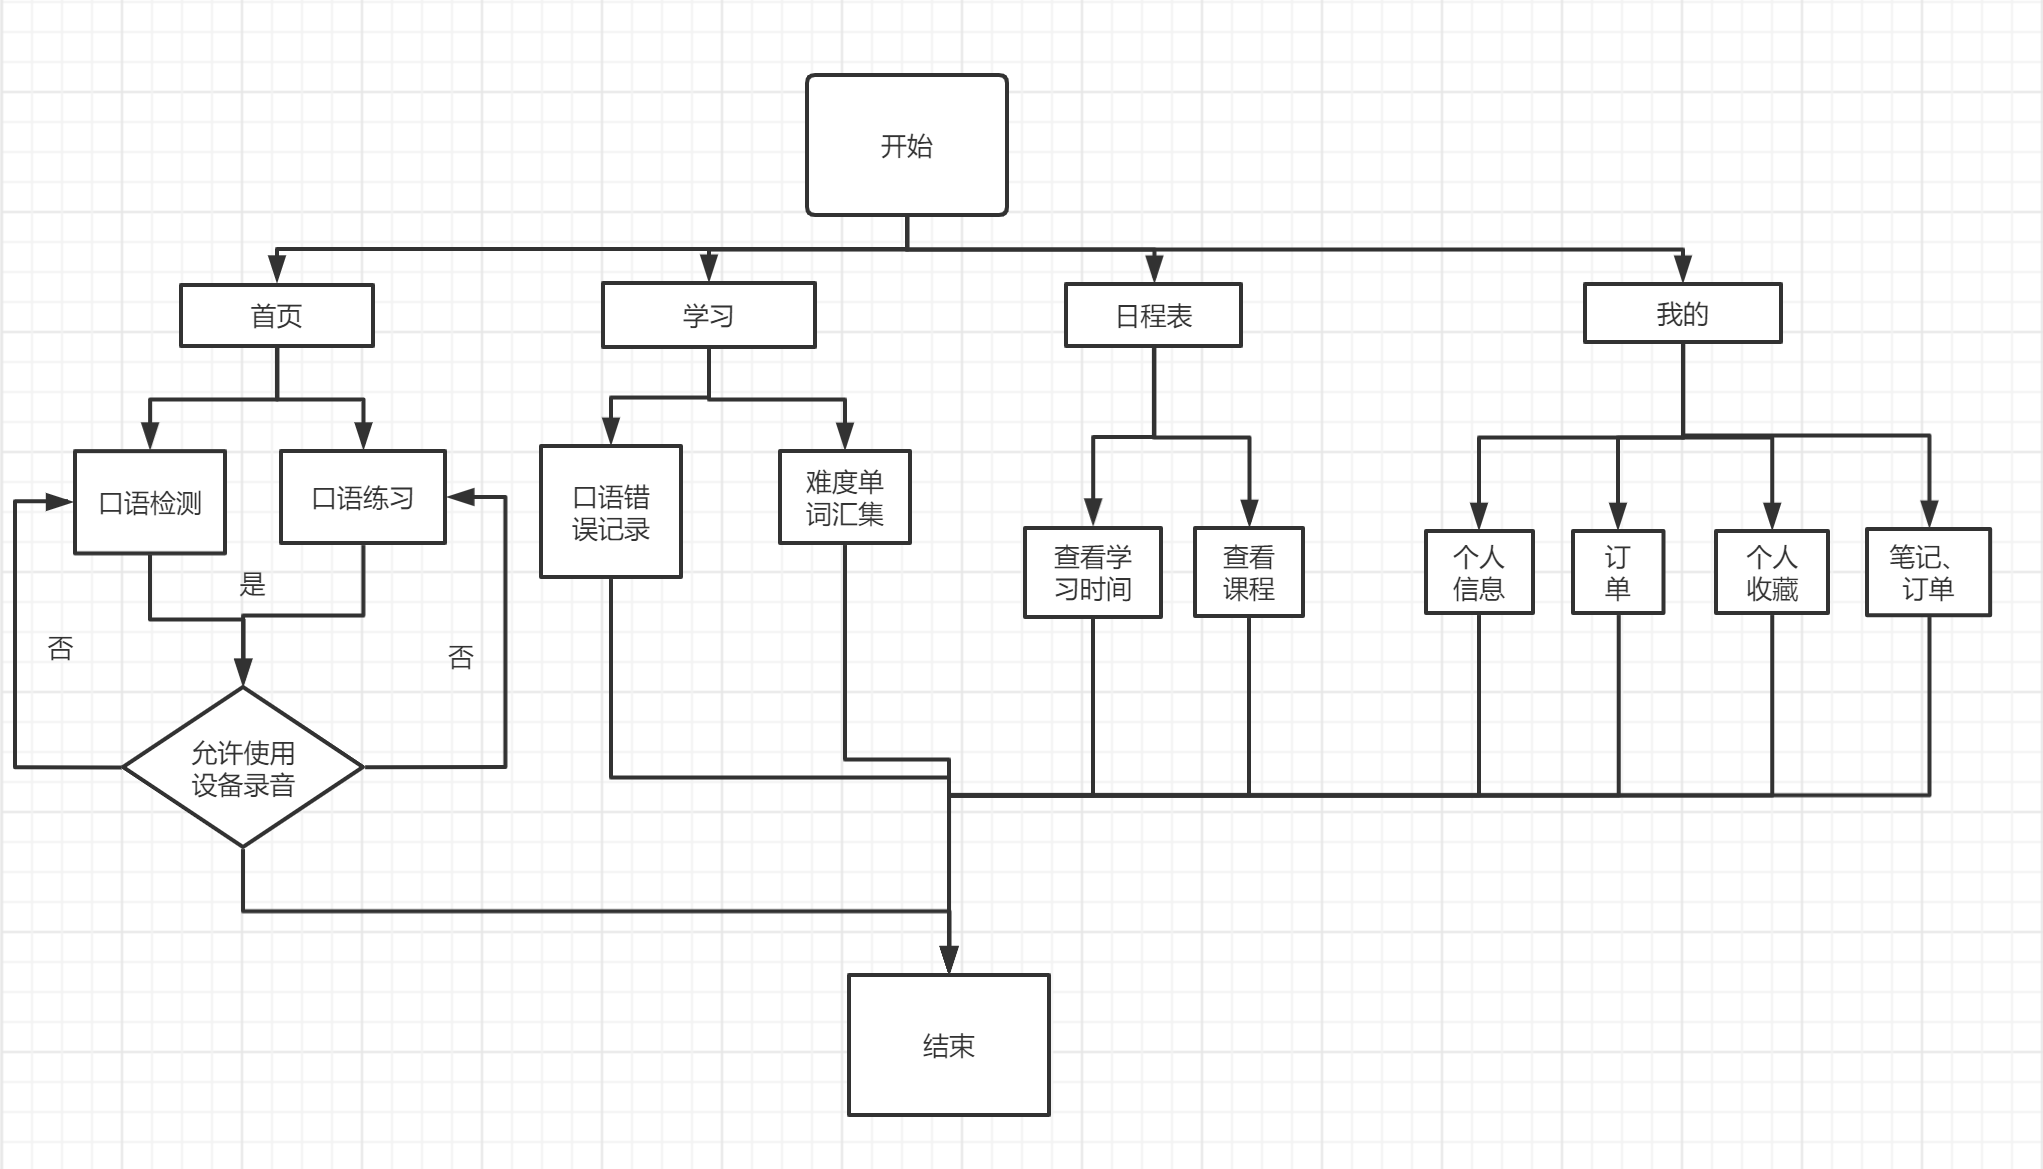 开始
首页
学习
日程表
我的
口语检测
口语练习
口语错
误记录
难度单
词汇集
查看学
习时间
查看
课程
个人
信息
订
单
个人
收藏
笔记、
订单
是
否
否
允许使用
设备录音
结束